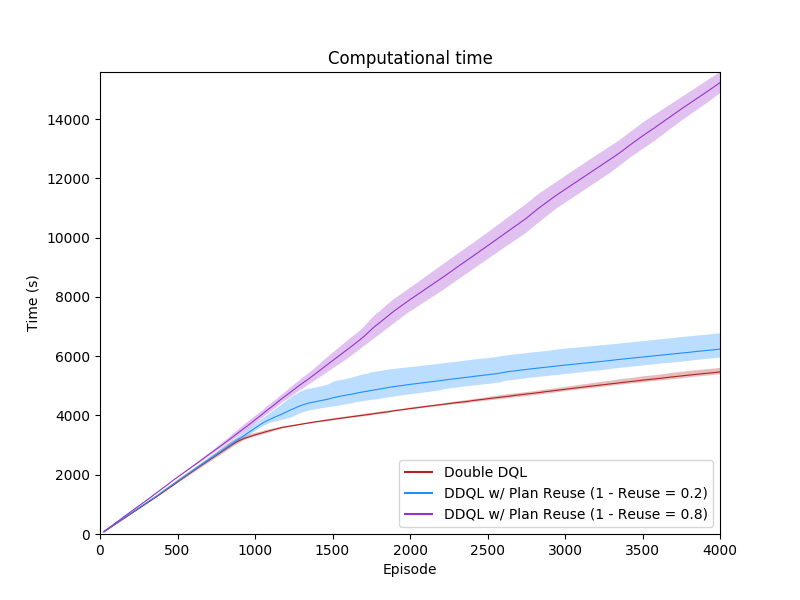 Computational time
Time (s)
14000
12000
10000
8000
6000
4000
2000
0
0 500 1000 1500 2000 2500 3000 3500 4000
Episode
Double DQL
DDQL w/ Plan Reuse (1 - Reuse = 0.2)
DDQL w/ Plan Reuse (1 - Reuse = 0.8)